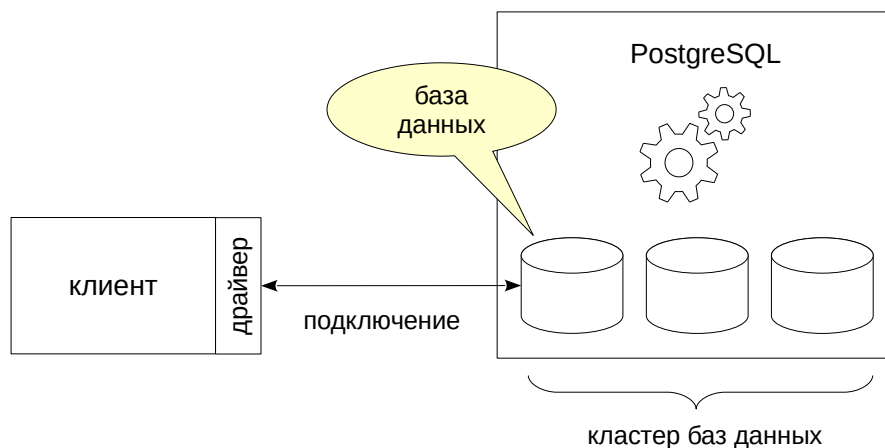 PostgreSQL
база
данных
клиент
драйвер
подключение
кластер баз данных